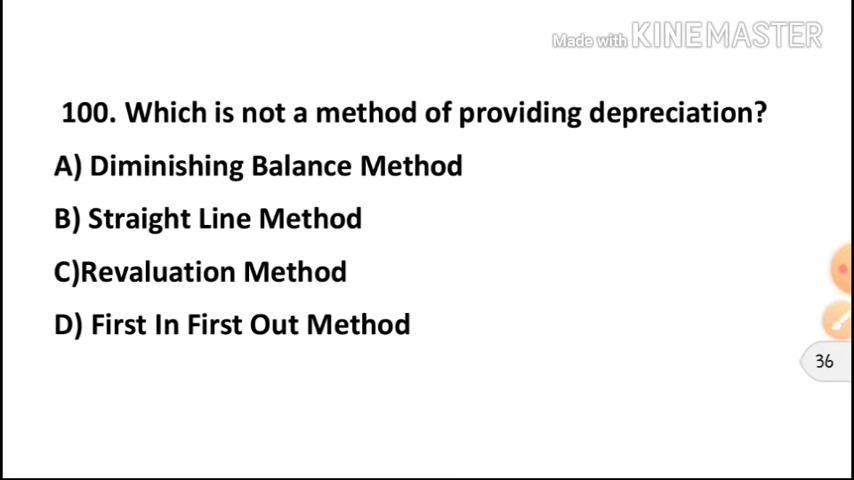 Made with KINEMASTER
100. Which is not a method of providing depreciation?
A) Diminishing Balance Method
B) Straight Line Method
C)Revaluation Method
D) First In First Out Method
36